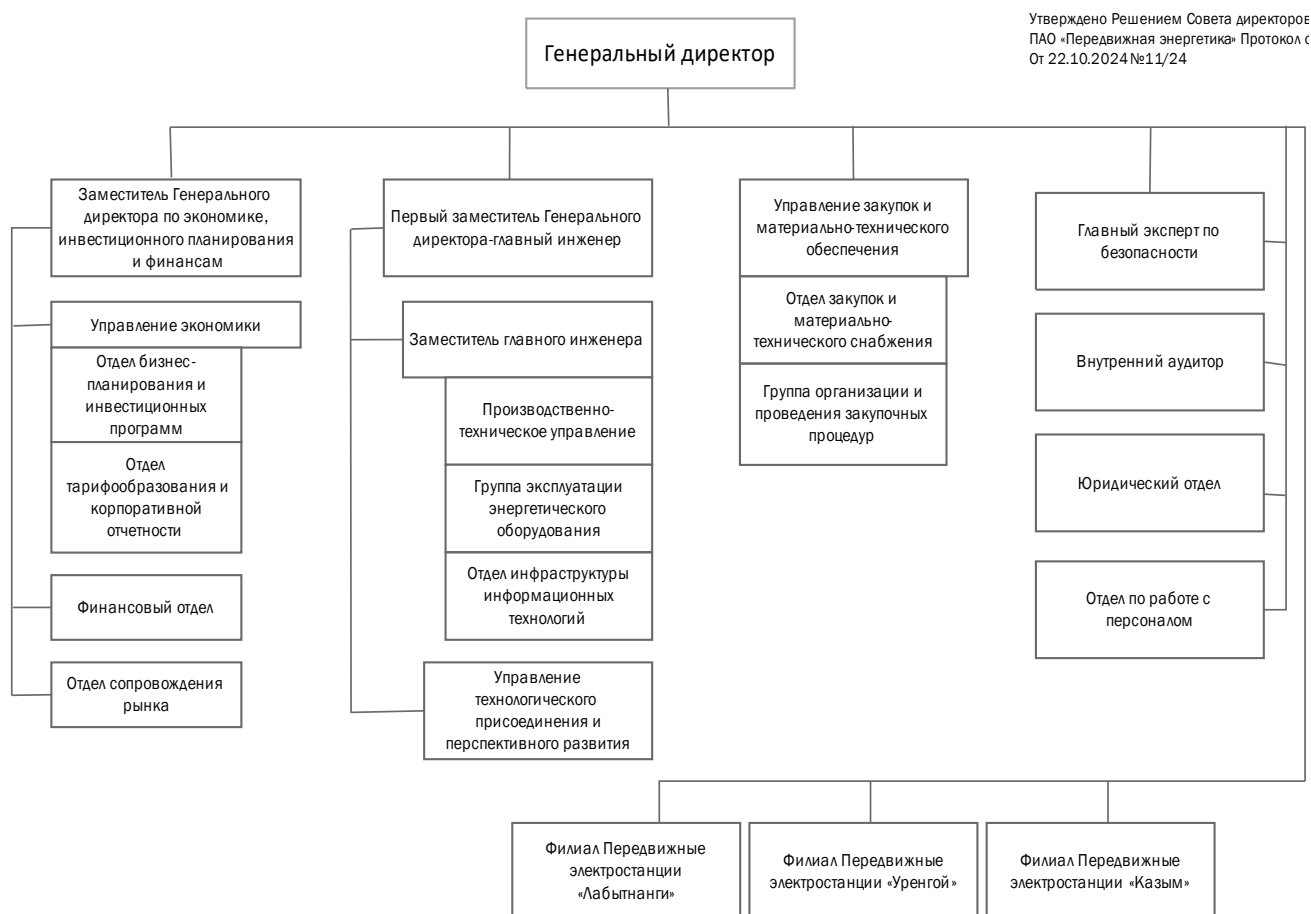 Утверждено Решением Совета директоров
ПАО «Передвижная энергетика» Протокол
От 22.10.2024 №11/24
Генеральный директор
Заместитель Генерального
директора по экономике,
инвестиционного планирования
и финансам
Управление экономики
Отдел бизнес-
планирования и
инвестиционных
программ
Отдел
тарифообразования и
корпоративной
отчетности
Финансовый отдел
Отдел сопровождения
рынка
Первый заместитель Генерального
директора-главный инженер
Заместитель главного инженера
Производственно-
техническое управление
Группа эксплуатации
энергетического
оборудования
Отдел инфраструктуры
информационных
технологий
Управление
технологического
присоединения и
перспективного развития
Управление закупок и
материально-технического
обеспечения
Отдел закупок и
материально-
технического снабжения
Группа организации и
проведения закупочных
процедур
Главный эксперт по
безопасности
Внутренний аудитор
Юридический отдел
Отдел по работе с
персоналом
Филиал Передвижные
электростанции
«Лабытнанги»
Филиал Передвижные
электростанции «Уренгой»
Филиал Передвижные
электростанции «Казым»